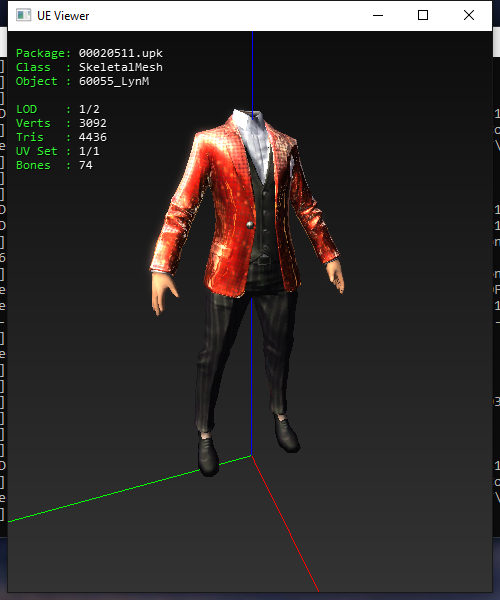 UE Viewer
Package: 00020511.upk
Class : SkeletalMesh
Object : 60055_LynM
LOD : 1/2
Verts : 3092
Tris : 4436
UV Set : 1/1
Bones : 74